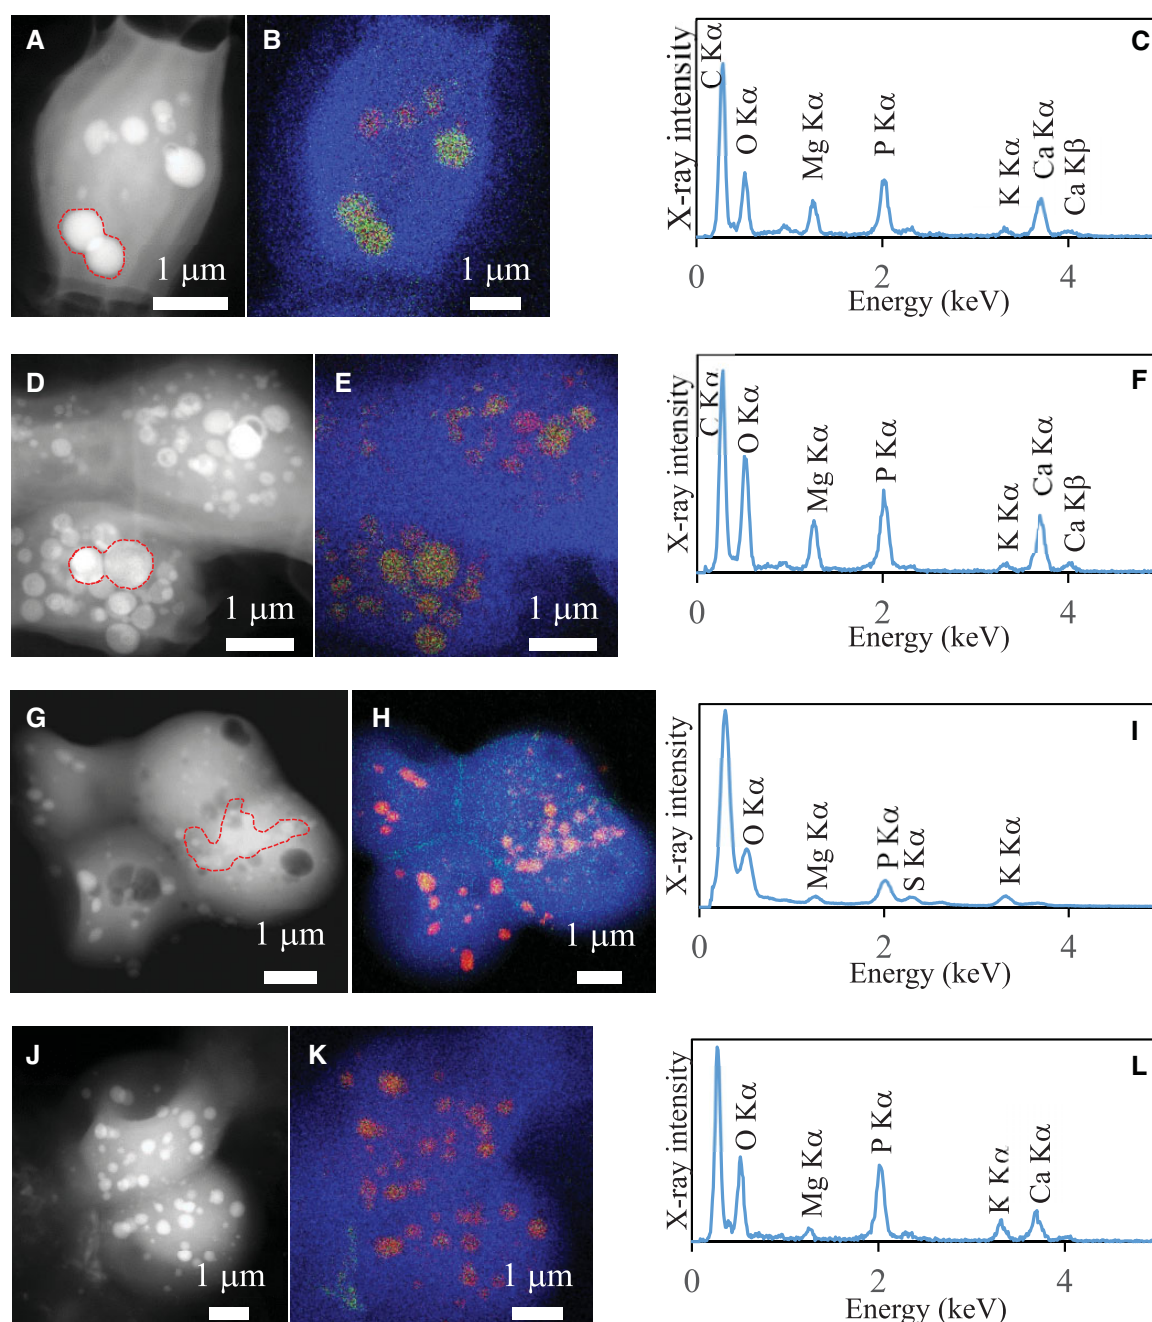 A
1 μm
B
C
X-ray intensity
C Kα
O Kα
Mg Kα
P Kα
K Kα
Ca Kα
Ca Kβ
0 2 4
Energy (keV)
D
1 μm
E
1 μm
F
X-ray intensity
C Kα
O Kα
Mg Kα
P Kα
K Kα
Ca Kα
Ca Kβ
0 2 4
Energy (keV)
G
1 μm
H
1 μm
I
X-ray intensity
O Kα
Mg Kα
P Kα
S Kα
K Kα
0 2 4
Energy (keV)
J
1 μm
K
1 μm
L
X-ray intensity
O Kα
Mg Kα
P Kα
K Kα
Ca Kα
0 2 4
Energy (keV)